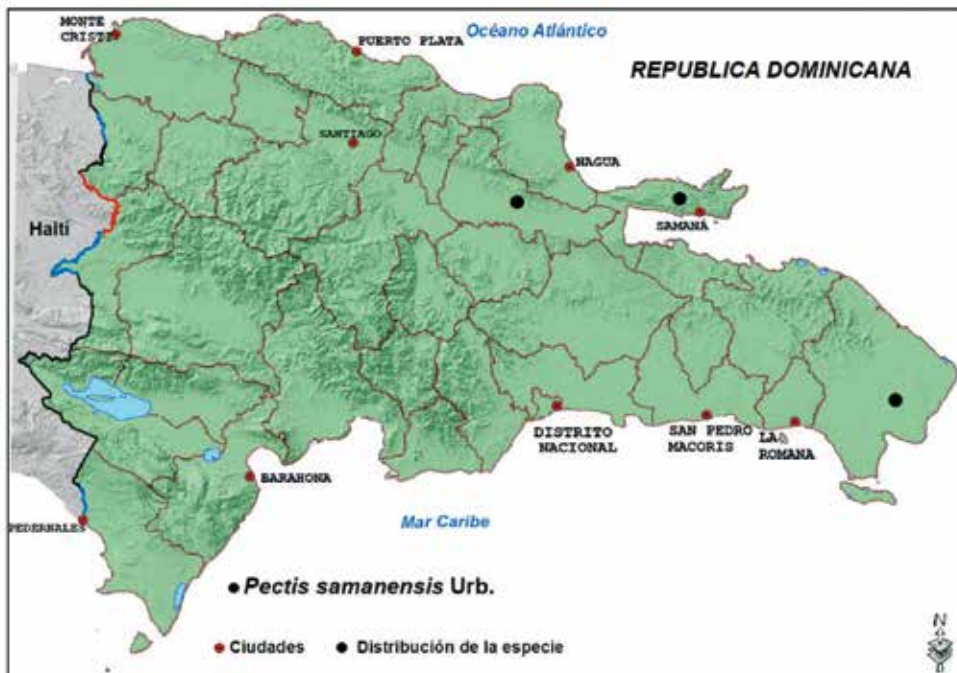 MONTE
CRISTI
PUERTO PLATA
Océano Atlántico
REPUBLICA DOMINICANA
SANTIAGO
NAGUA
SAMANÁ
Haití
DISTRITO
NACIONAL
SAN PEDRO
MACORIS
LA
ROMANA
BARAHONA
PEDERNALES
Mar Caribe
Pectis samanensis Urb.
Ciudades
Distribución de la especie
N